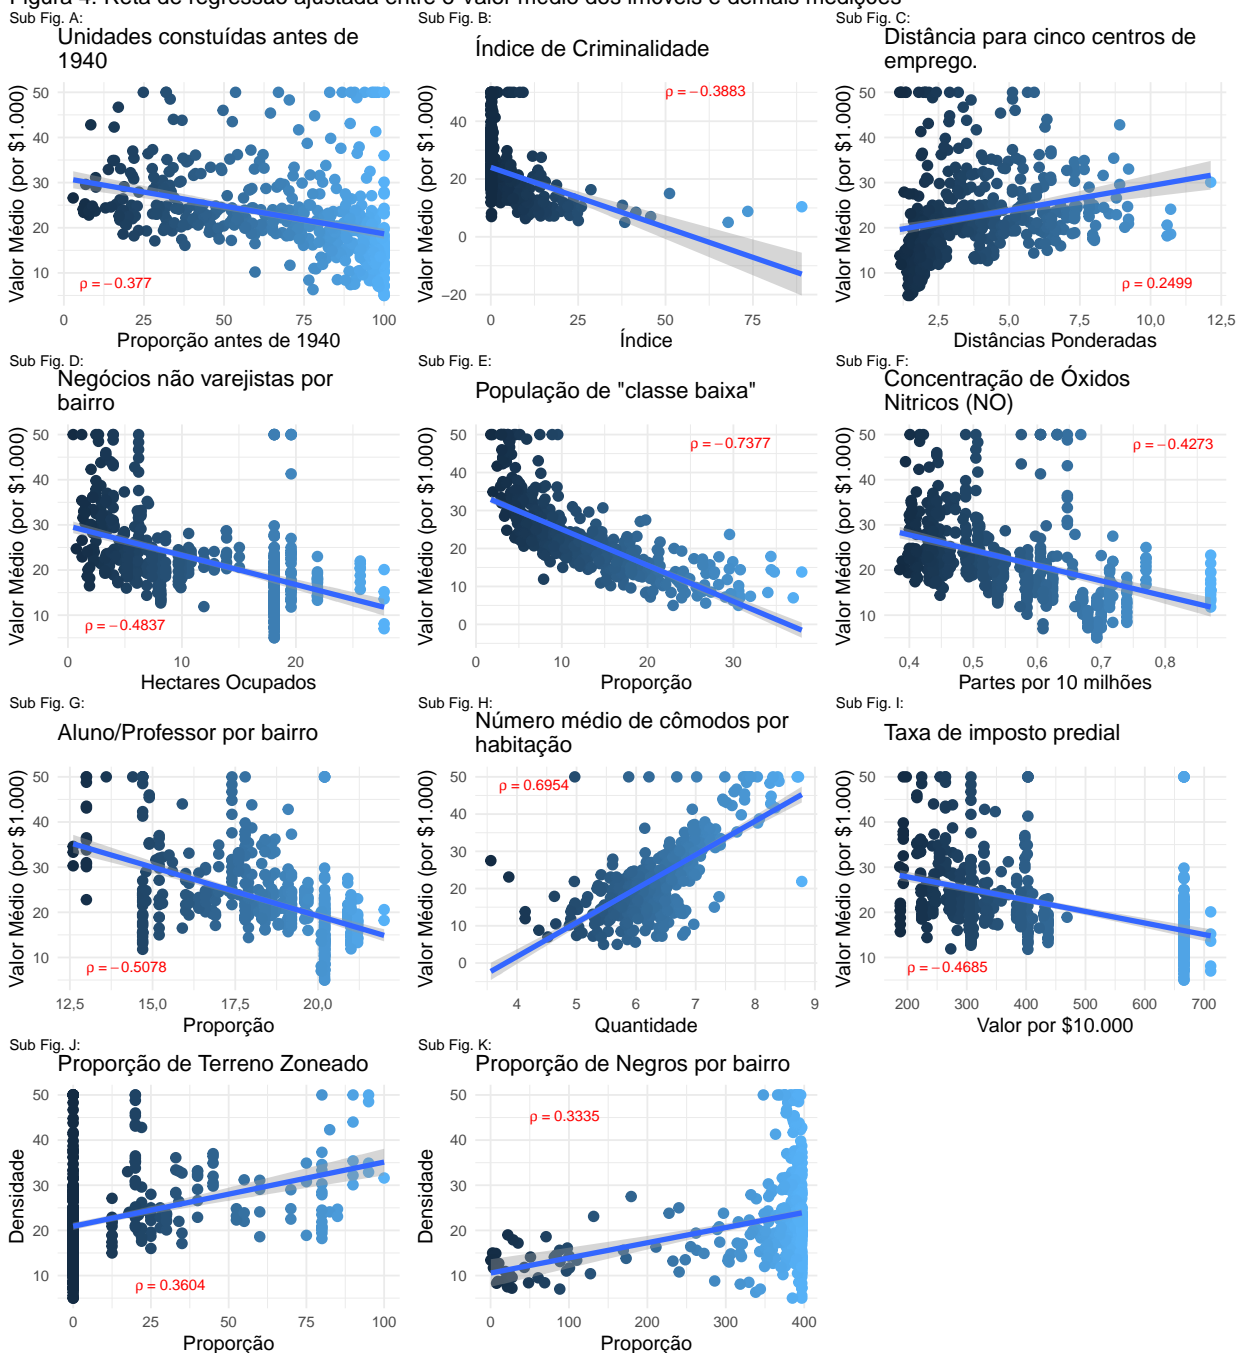 Figura 4: Reta de regressão ajustada entre o valor médio dos imóveis e demais medições
Sub Fig. A:
Unidades constuídas antes de
1940
Valor Médio (por $1.000)
50
40
30
20
10
ρ = −0.377
0 25 50 75 100
Proporção antes de 1940
Sub Fig. B:
Índice de Criminalidade
Valor Médio (por $1.000)
40
20
0
−20
ρ = −0.3883
0 25 50 75
Índice
Sub Fig. C:
Distância para cinco centros de
emprego.
Valor Médio (por $1.000)
50
40
30
20
10
ρ = 0.2499
2,5 5,0 7,5 10,0 12,5
Distâncias Ponderadas
Sub Fig. D:
Negócios não varejistas por
bairro
Valor Médio (por $1.000)
50
40
30
20
10
ρ = −0.4837
0 10 20
Hectares Ocupados
Sub Fig. E:
População de "classe baixa"
Valor Médio (por $1.000)
50
40
30
20
10
0
ρ = −0.7377
0 10 20 30
Proporção
Sub Fig. F:
Concentração de Óxidos
Nitricos (NO)
Valor Médio (por $1.000)
50
40
30
20
10
ρ = −0.4273
0,4 0,5 0,6 0,7 0,8
Partes por 10 milhões
Sub Fig. G:
Aluno/Professor por bairro
Valor Médio (por $1.000)
50
40
30
20
10
ρ = −0.5078
12,5 15,0 17,5 20,0
Proporção
Sub Fig. H:
Número médio de cômodos por
habitação
Valor Médio (por $1.000)
50
40
30
20
10
0
ρ = 0.6954
4 5 6 7 8 9
Quantidade
Sub Fig. I:
Taxa de imposto predial
Valor Médio (por $1.000)
50
40
30
20
10
ρ = −0.4685
200 300 400 500 600 700
Valor por $10.000
Sub Fig. J:
Proporção de Terreno Zoneado
Densidade
50
40
30
20
10
ρ = 0.3604
0 25 50 75 100
Proporção
Sub Fig. K:
Proporção de Negros por bairro
Densidade
50
40
30
20
10
ρ = 0.3335
0 100 200 300 400
Proporção